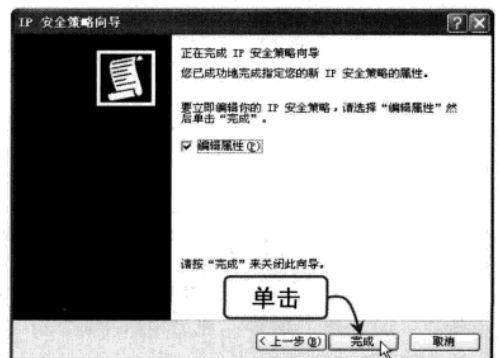 IP 安全策略向导
正在完成 IP 安全策略向导
您已成功地完成指定您的新 IP 安全策略的属性。
要立即编辑你的 IP 安全策略，请选择“编辑属性”然
后单击“完成”。
编辑属性(P)
请按“完成”来关闭此向导。
单击
<上一步(B) 完成 取消